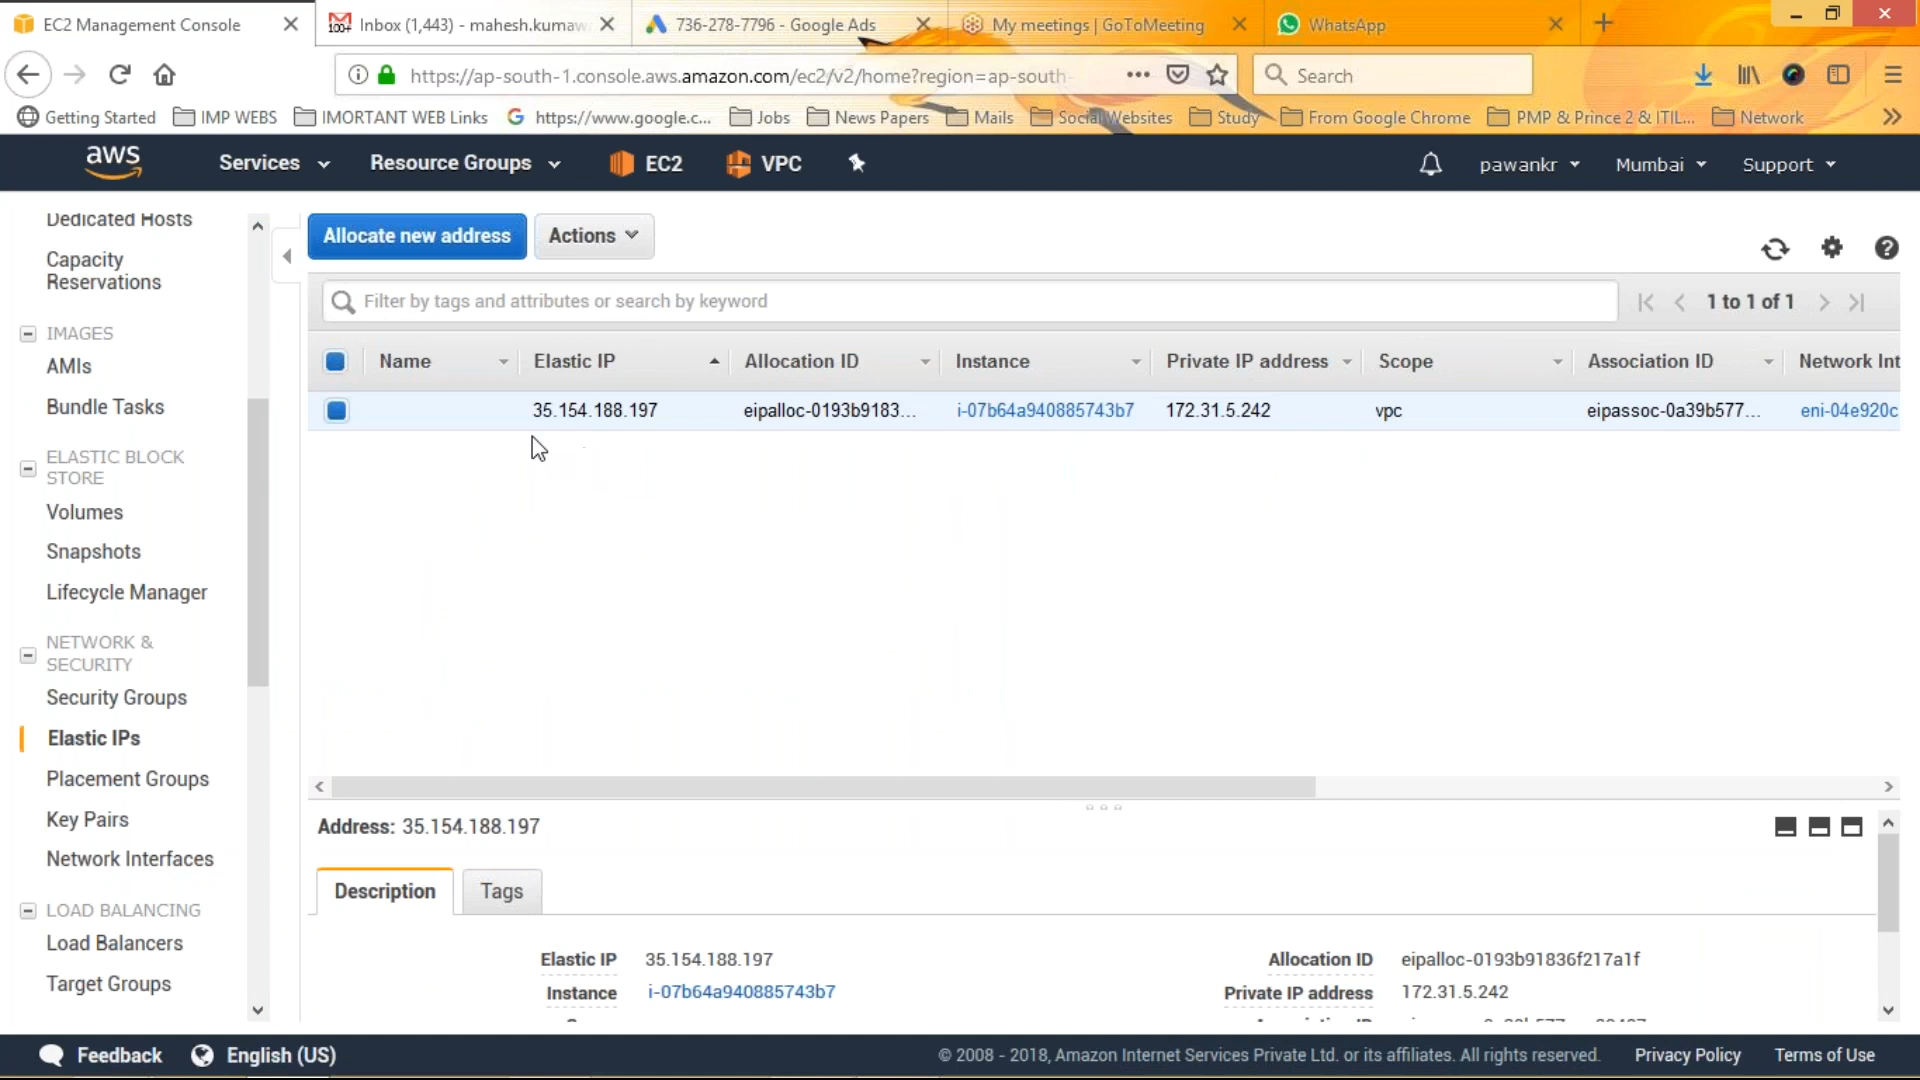 EC2 Management Console
100+ Inbox (1,443) - mahesh.kumaw
736-278-7796 - Google Ads
My meetings | GoToMeeting
WhatsApp
https://ap-south-1.console.aws.amazon.com/ec2/v2/home?region=ap-south-
Search
Getting Started
IMP WEBS
IMORTANT WEB Links
https://www.google.c...
Jobs
News Papers
Mails
Social Websites
Study
From Google Chrome
PMP & Prince 2 & ITIL...
Network
aws
Services
Resource Groups
EC2
VPC
pawankr
Mumbai
Support
Dedicated Hosts
Capacity
Reservations
IMAGES
AMIs
Bundle Tasks
ELASTIC BLOCK
STORE
Volumes
Snapshots
Lifecycle Manager
NETWORK &
SECURITY
Security Groups
Elastic IPs
Placement Groups
Key Pairs
Network Interfaces
LOAD BALANCING
Load Balancers
Target Groups
Allocate new address
Actions
Filter by tags and attributes or search by keyword
1 to 1 of 1
Name
Elastic IP
Allocation ID
Instance
Private IP address
Scope
Association ID
Network Int
35.154.188.197
eipalloc-0193b9183...
i-07b64a940885743b7
172.31.5.242
vpc
eipassoc-0a39b577...
eni-04e920c
Address: 35.154.188.197
Description
Tags
Elastic IP 35.154.188.197
Allocation ID eipalloc-0193b91836f217a1f
Instance i-07b64a940885743b7
Private IP address 172.31.5.242
Feedback
English (US)
© 2008 - 2018, Amazon Internet Services Private Ltd. or its affiliates. All rights reserved.
Privacy Policy
Terms of Use